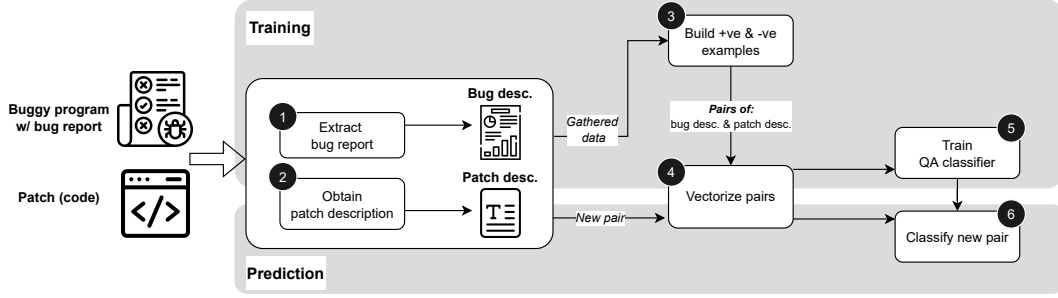 Training
Buggy program
w/ bug report
Patch (code)
1
Extract
bug report
Bug desc.
2
Obtain
patch description
Patch desc.
T
Gathered
data
New pair
3
Build +ve & -ve
examples
Pairs of:
bug desc. & patch desc.
4
Vectorize pairs
5
Train
QA classifier
6
Classify new pair
Prediction